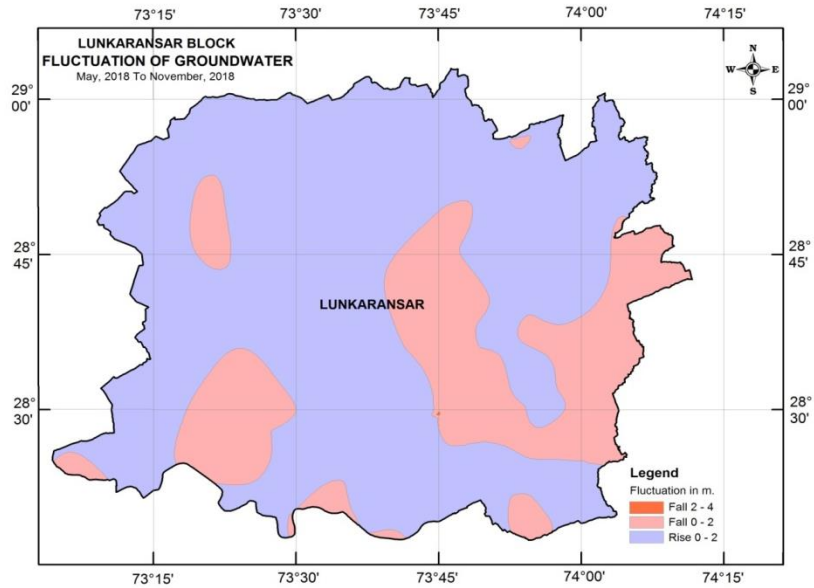 73°15' 73°30' 73°45' 74°00' 74°15'
LUNKARANSAR BLOCK
FLUCTUATION OF GROUNDWATER
May, 2018 To November, 2018
N
W E
S
29°
00'
29°
00'
28°
45'
28°
45'
LUNKARANSAR
28°
30'
28°
30'
Legend
Fluctuation in m.
Fall 2 - 4
Fall 0 - 2
Rise 0 - 2
73°15' 73°30' 73°45' 74°00' 74°15'